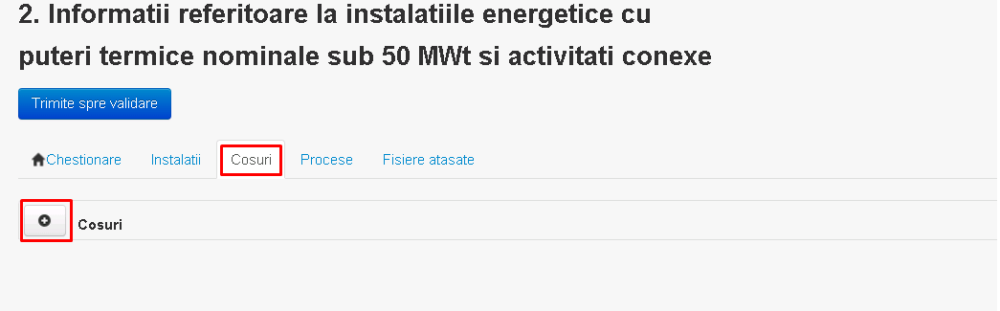 2. Informatii referitoare la instalatiile energetice cu
puteri termice nominale sub 50 MWt si activitati conexe
Trimite spre validare
Chestionare Instalatii Cosuri Procese Fisiere atasate
Cosuri